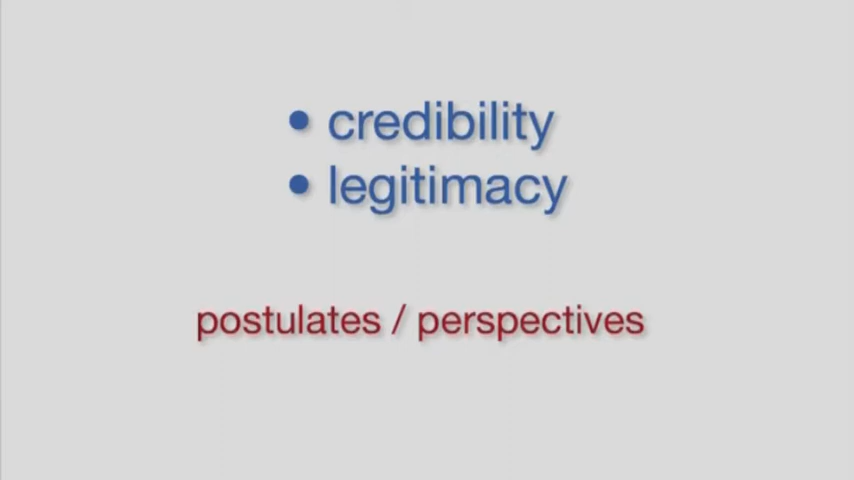 • credibility
• legitimacy
postulates / perspectives